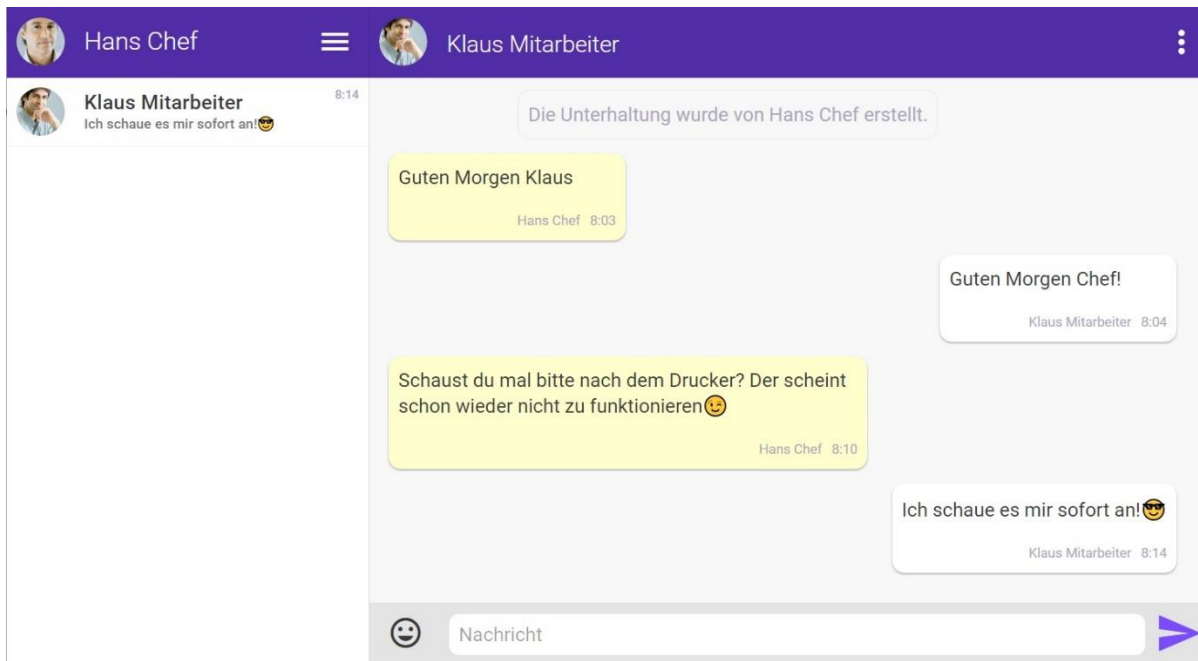 Hans Chef
Klaus Mitarbeiter
8:14
Ich schaue es mir sofort an!😎
Klaus Mitarbeiter
Die Unterhaltung wurde von Hans Chef erstellt.
Guten Morgen Klaus
Hans Chef 8:03
Guten Morgen Chef!
Klaus Mitarbeiter 8:04
Schaust du mal bitte nach dem Drucker? Der scheint
schon wieder nicht zu funktionieren😉
Hans Chef 8:10
Ich schaue es mir sofort an!😎
Klaus Mitarbeiter 8:14
Nachricht